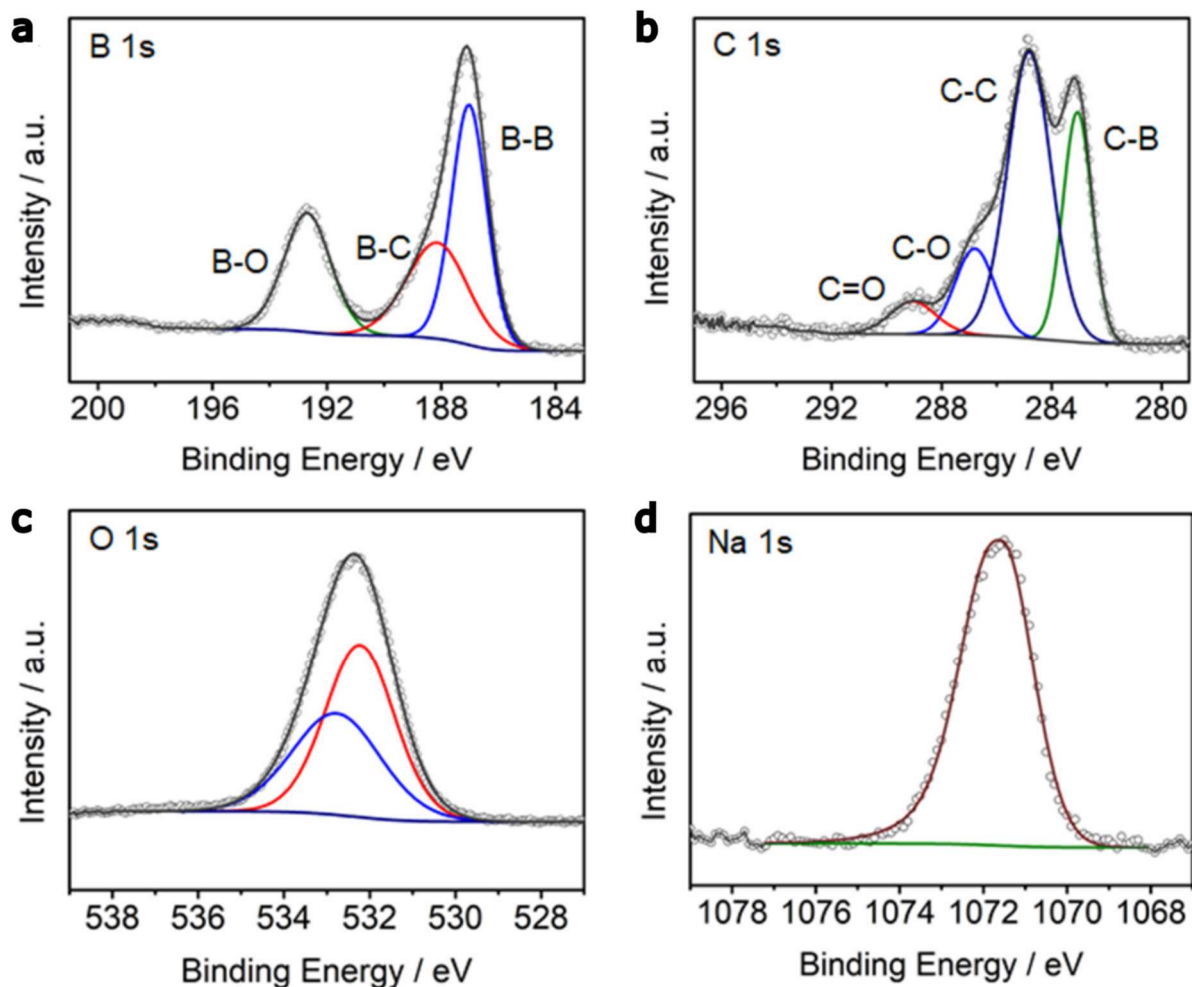 a
B 1s
B-O
B-C
B-B
Intensity / a.u.
200 196 192 188 184
Binding Energy / eV
b
C 1s
C=O
C-O
C-C
C-B
Intensity / a.u.
296 292 288 284 280
Binding Energy / eV
c
O 1s
Intensity / a.u.
538 536 534 532 530 528
Binding Energy / eV
d
Na 1s
Intensity / a.u.
1078 1076 1074 1072 1070 1068
Binding Energy / eV